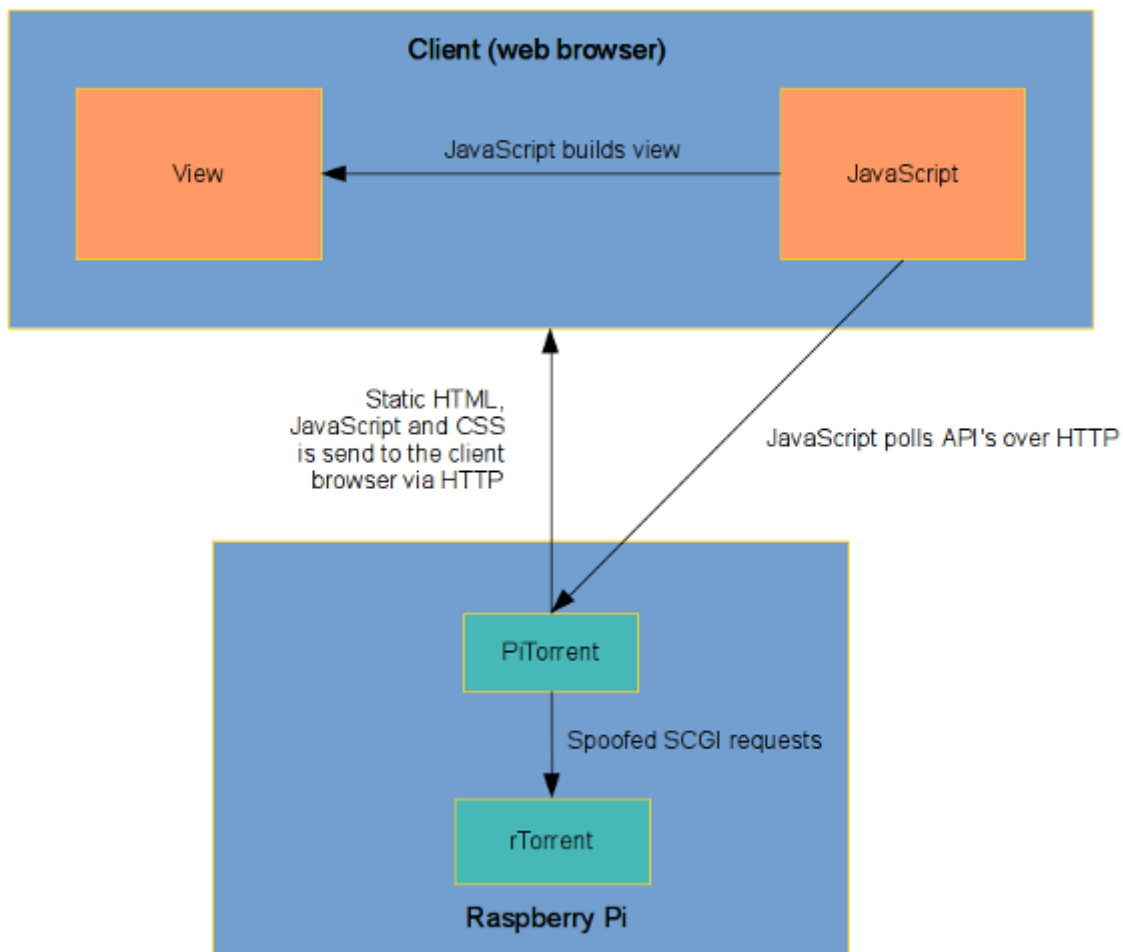 Client (web browser)
JavaScript builds view
View
JavaScript
Static HTML,
JavaScript and CSS
is send to the client
browser via HTTP
JavaScript polls API's over HTTP
PiTorrent
Spoofed SCGI requests
rTorrent
Raspberry Pi